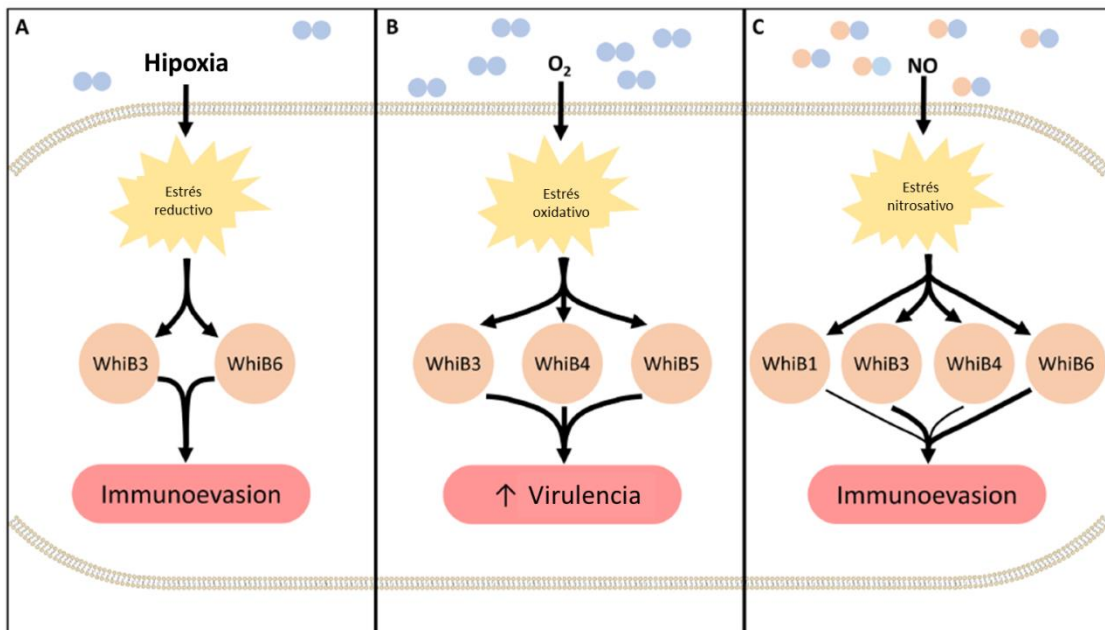 A
Hipoxia
Estrés
reductivo
WhiB3
WhiB6
Immunoevasion
B
O₂
Estrés
oxidativo
WhiB3
WhiB4
WhiB5
↑ Virulencia
C
NO
Estrés
nitrosativo
WhiB1
WhiB3
WhiB4
WhiB6
Immunoevasion